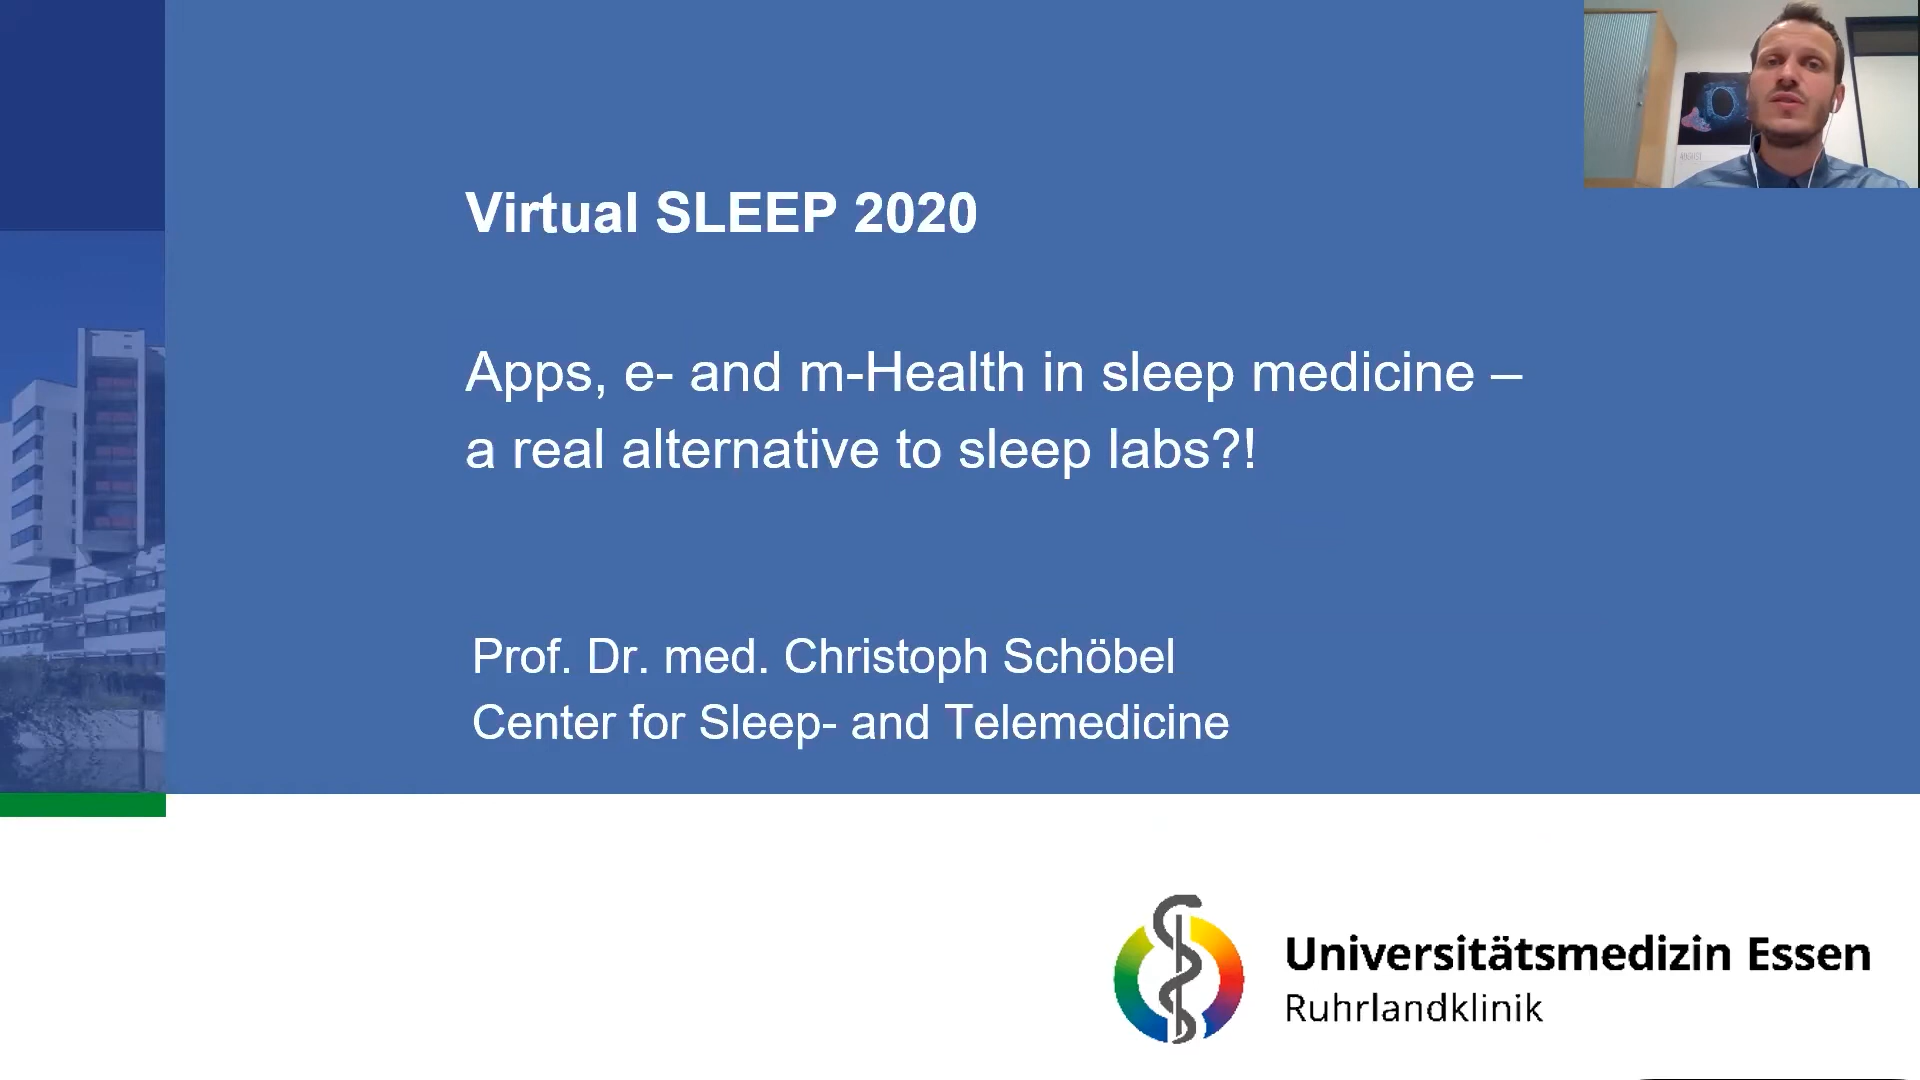 Virtual SLEEP 2020
Apps, e- and m-Health in sleep medicine –
a real alternative to sleep labs?!
Prof. Dr. med. Christoph Schöbel
Center for Sleep- and Telemedicine
Universitätsmedizin Essen
Ruhrlandklinik